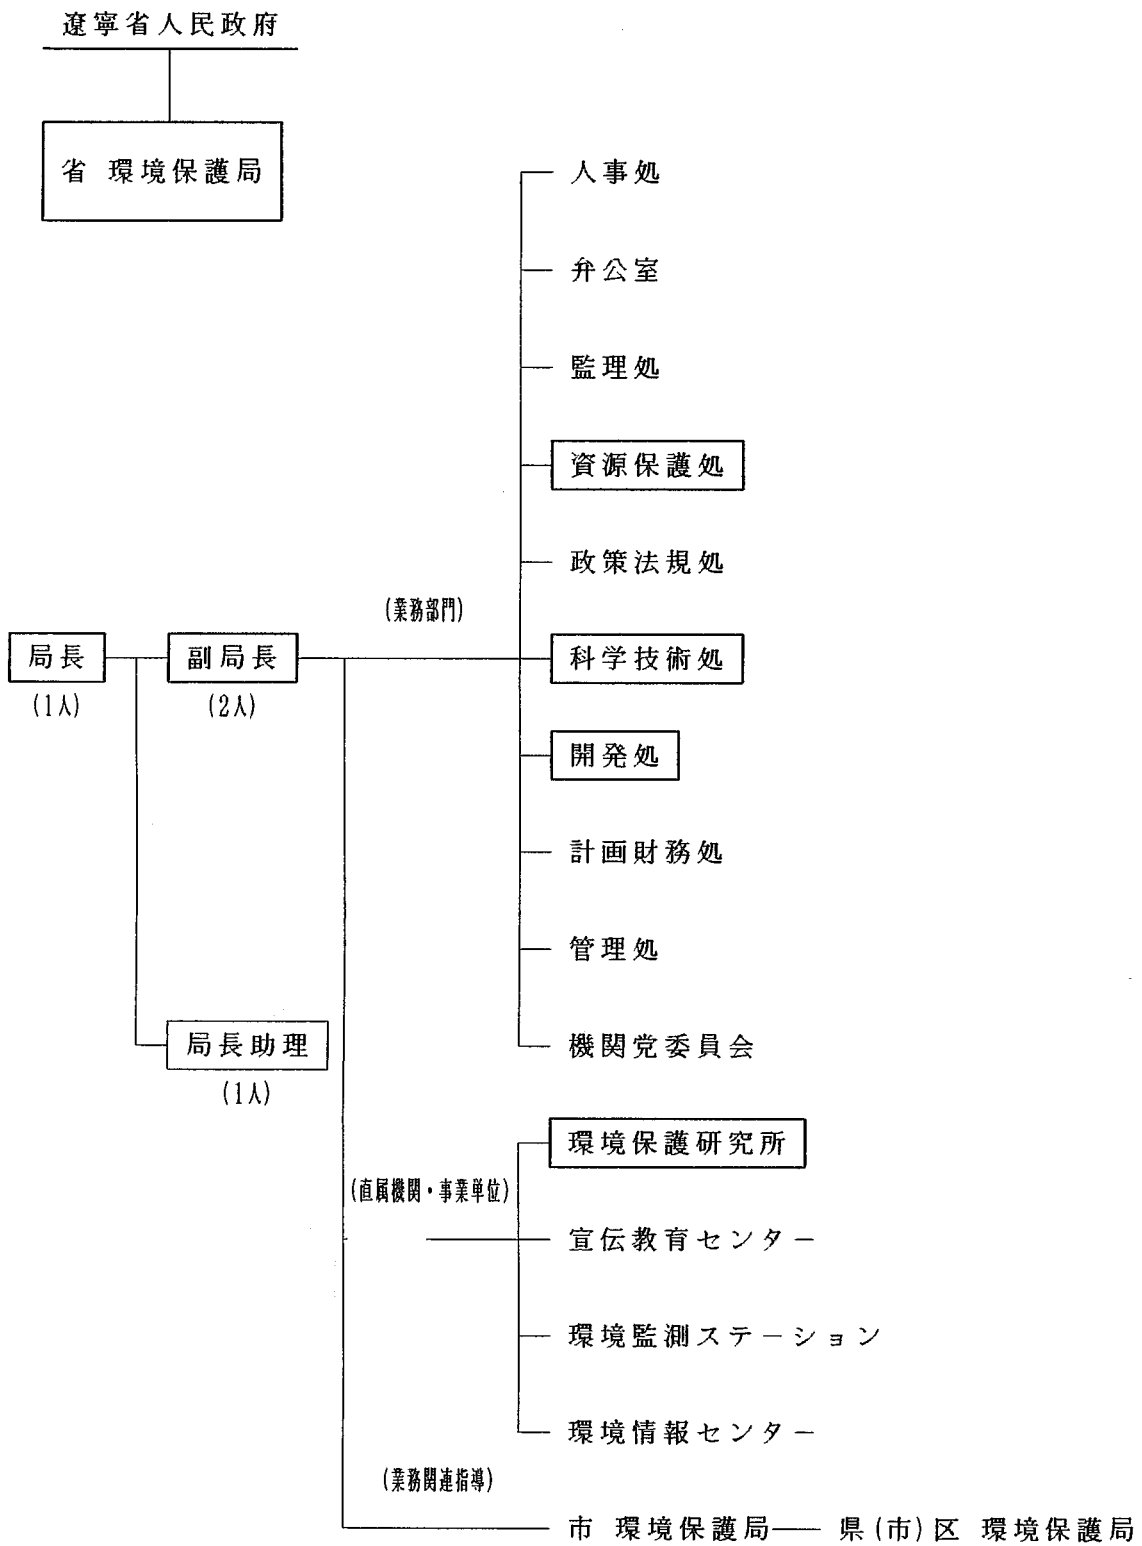 遼寧省人民政府
省 環境保護局
人事処
弁公室
監理処
資源保護処
政策法規処
(業務部門)
局長
副局長
科学技術処
(1人)
(2人)
開発処
計画財務処
管理処
局長助理
機関党委員会
(1人)
環境保護研究所
(直属機関・事業単位)
宣伝教育センター
環境監測ステーション
環境情報センター
(業務関連指導)
市 環境保護局
県(市)区 環境保護局